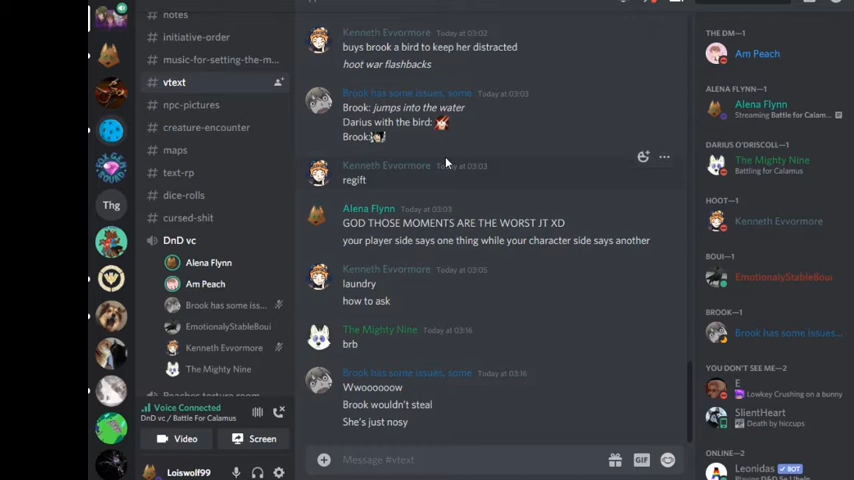 notes
initiative-order
music-for-setting-the-m...
vtext
npc-pictures
creature-encounter
maps
text-rp
dice-rolls
cursed-shit
Thg
DnD vc
Alena Flynn
Am Peach
Brook has some iss...
EmotionalyStableBoui
Kenneth Evvormore
The Mighty Nine
Voice Connected
DnD vc / Battle For Calamus
Video
Screen
Loiswolf99
Kenneth Evvormore Today at 03:02
buys brook a bird to keep her distracted
hoot war flashbacks
Brook has some issues, some Today at 03:03
Brook: jumps into the water
Darius with the bird:
Brook:
Kenneth Evvormore Today at 03:03
regift
Alena Flynn Today at 03:03
GOD THOSE MOMENTS ARE THE WORST JT XD
your player side says one thing while your character side says another
Kenneth Evvormore Today at 03:05
laundry
how to ask
The Mighty Nine Today at 03:16
brb
Brook has some issues, some Today at 03:16
Wwoooooow
Brook wouldn't steal
She's just nosy
Message #vtext
GIF
THE DM—1
Am Peach
ALENA FLYNN—1
Alena Flynn
Streaming Battle for Calam...
DARIUS O'DRISCOLL—1
The Mighty Nine
Battling for Calamus
HOOT—1
Kenneth Evvormore
BOUI—1
EmotionalyStableBoui
BROOK—1
Brook has some issues...
YOU DON'T SEE ME—2
E
Lowkey Crushing on a bunny
SlientHeart
Death by hiccups
ONLINE—2
Leonidas BOT